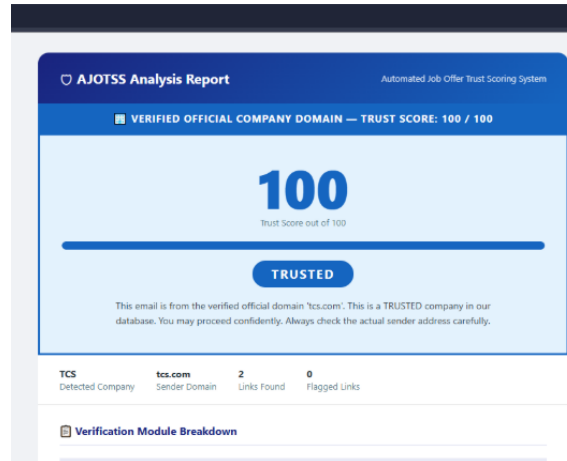 AJOTSS Analysis Report
Automated Job Offer Trust Scoring System
VERIFIED OFFICIAL COMPANY DOMAIN — TRUST SCORE: 100 / 100
100
Trust Score out of 100
TRUSTED
This email is from the verified official domain 'tcs.com'. This is a TRUSTED company in our
database. You may proceed confidently. Always check the actual sender address carefully.
TCS tcs.com 2 0
Detected Company Sender Domain Links Found Flagged Links
Verification Module Breakdown